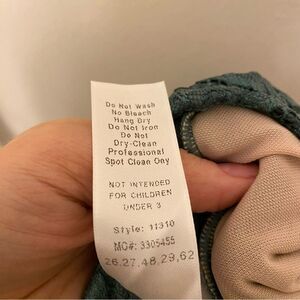 Do Not Wash
No Bleach
Hang Dry
Do Not Iron
Do Not
Dry-Clean
Professional
Spot Clean Ony
NOT INTENDED
FOR CHILDREN
UNDER 3
Style: 11310
MG#: 3305455
26,27,48,29,62